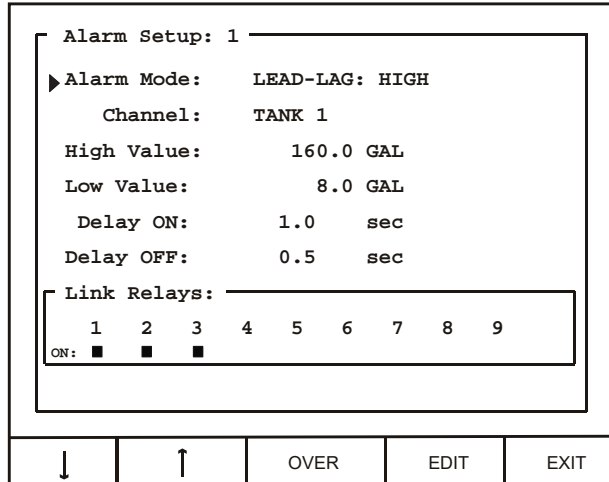 Alarm Setup: 1
Alarm Mode: LEAD-LAG: HIGH
Channel: TANK 1
High Value: 160.0 GAL
Low Value: 8.0 GAL
Delay ON: 1.0 sec
Delay OFF: 0.5 sec
Link Relays:
1 2 3 4 5 6 7 8 9
ON: ■ ■ ■
↓ ↑ OVER EDIT EXIT